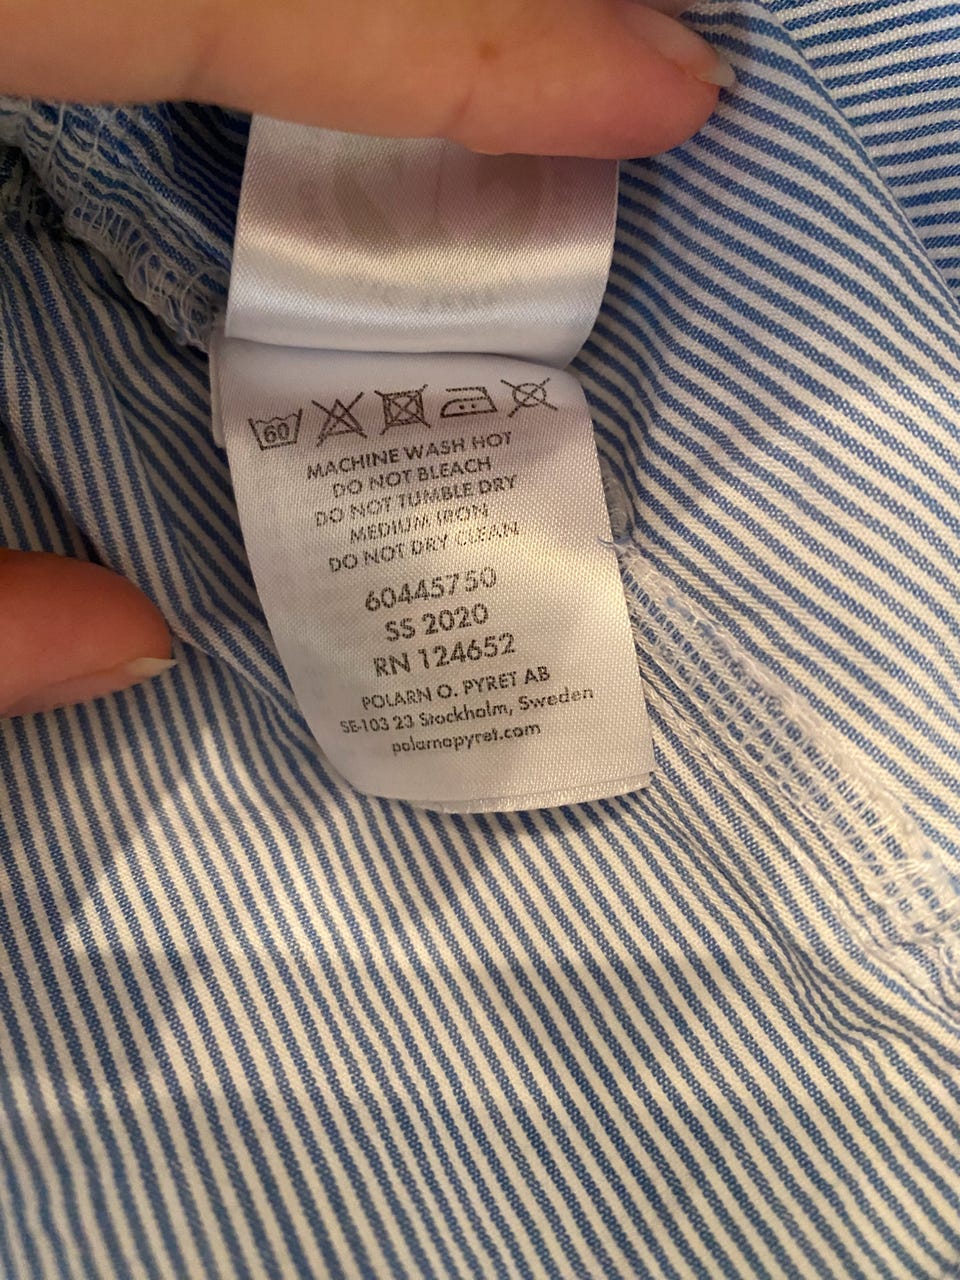 60
MACHINE WASH HOT
DO NOT BLEACH
DO NOT TUMBLE DRY
MEDIUM IRON
DO NOT DRY CLEAN
60445750
SS 2020
RN 124652
POLARN O. PYRET AB
SE-103 23 Stockholm, Sweden
polarnopyret.com